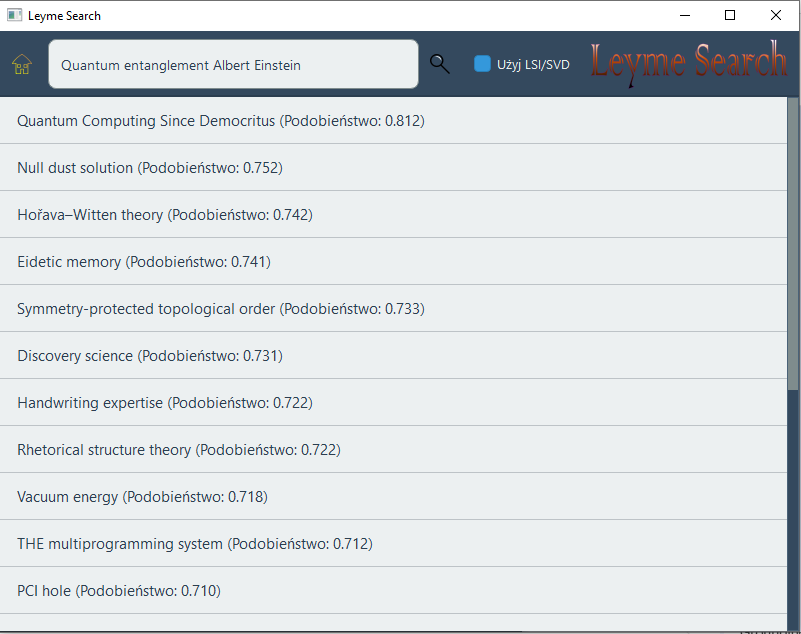 Leyme Search
Quantum entanglement Albert Einstein
Użyj LSI/SVD
Leyme Search
Quantum Computing Since Democritus (Podobieństwo: 0.812)
Null dust solution (Podobieństwo: 0.752)
Hořava–Witten theory (Podobieństwo: 0.742)
Eidetic memory (Podobieństwo: 0.741)
Symmetry-protected topological order (Podobieństwo: 0.733)
Discovery science (Podobieństwo: 0.731)
Handwriting expertise (Podobieństwo: 0.722)
Rhetorical structure theory (Podobieństwo: 0.722)
Vacuum energy (Podobieństwo: 0.718)
THE multiprogramming system (Podobieństwo: 0.712)
PCI hole (Podobieństwo: 0.710)